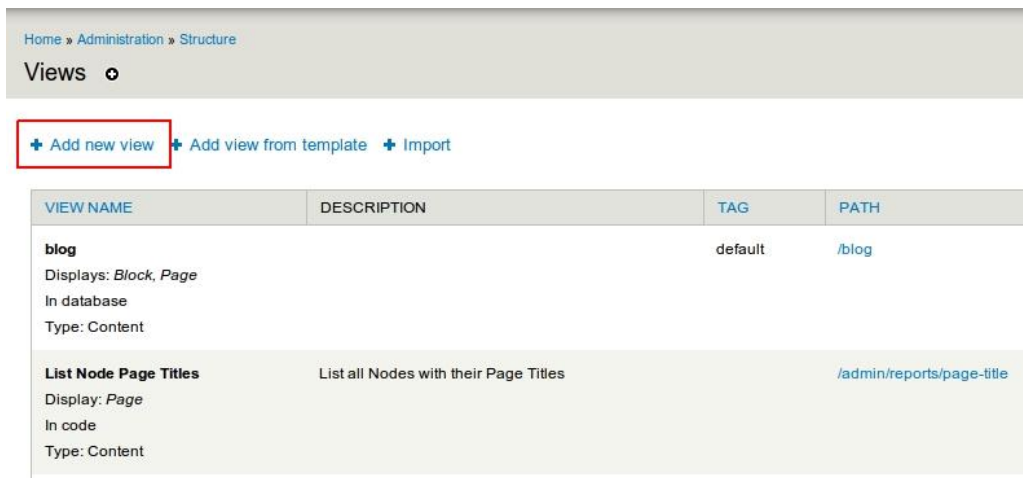 Home » Administration » Structure
Views
Add new view Add view from template Import
VIEW NAME DESCRIPTION TAG PATH
blog default /blog
Displays: Block, Page
In database
Type: Content
List Node Page Titles List all Nodes with their Page Titles /admin/reports/page-title
Display: Page
In code
Type: Content